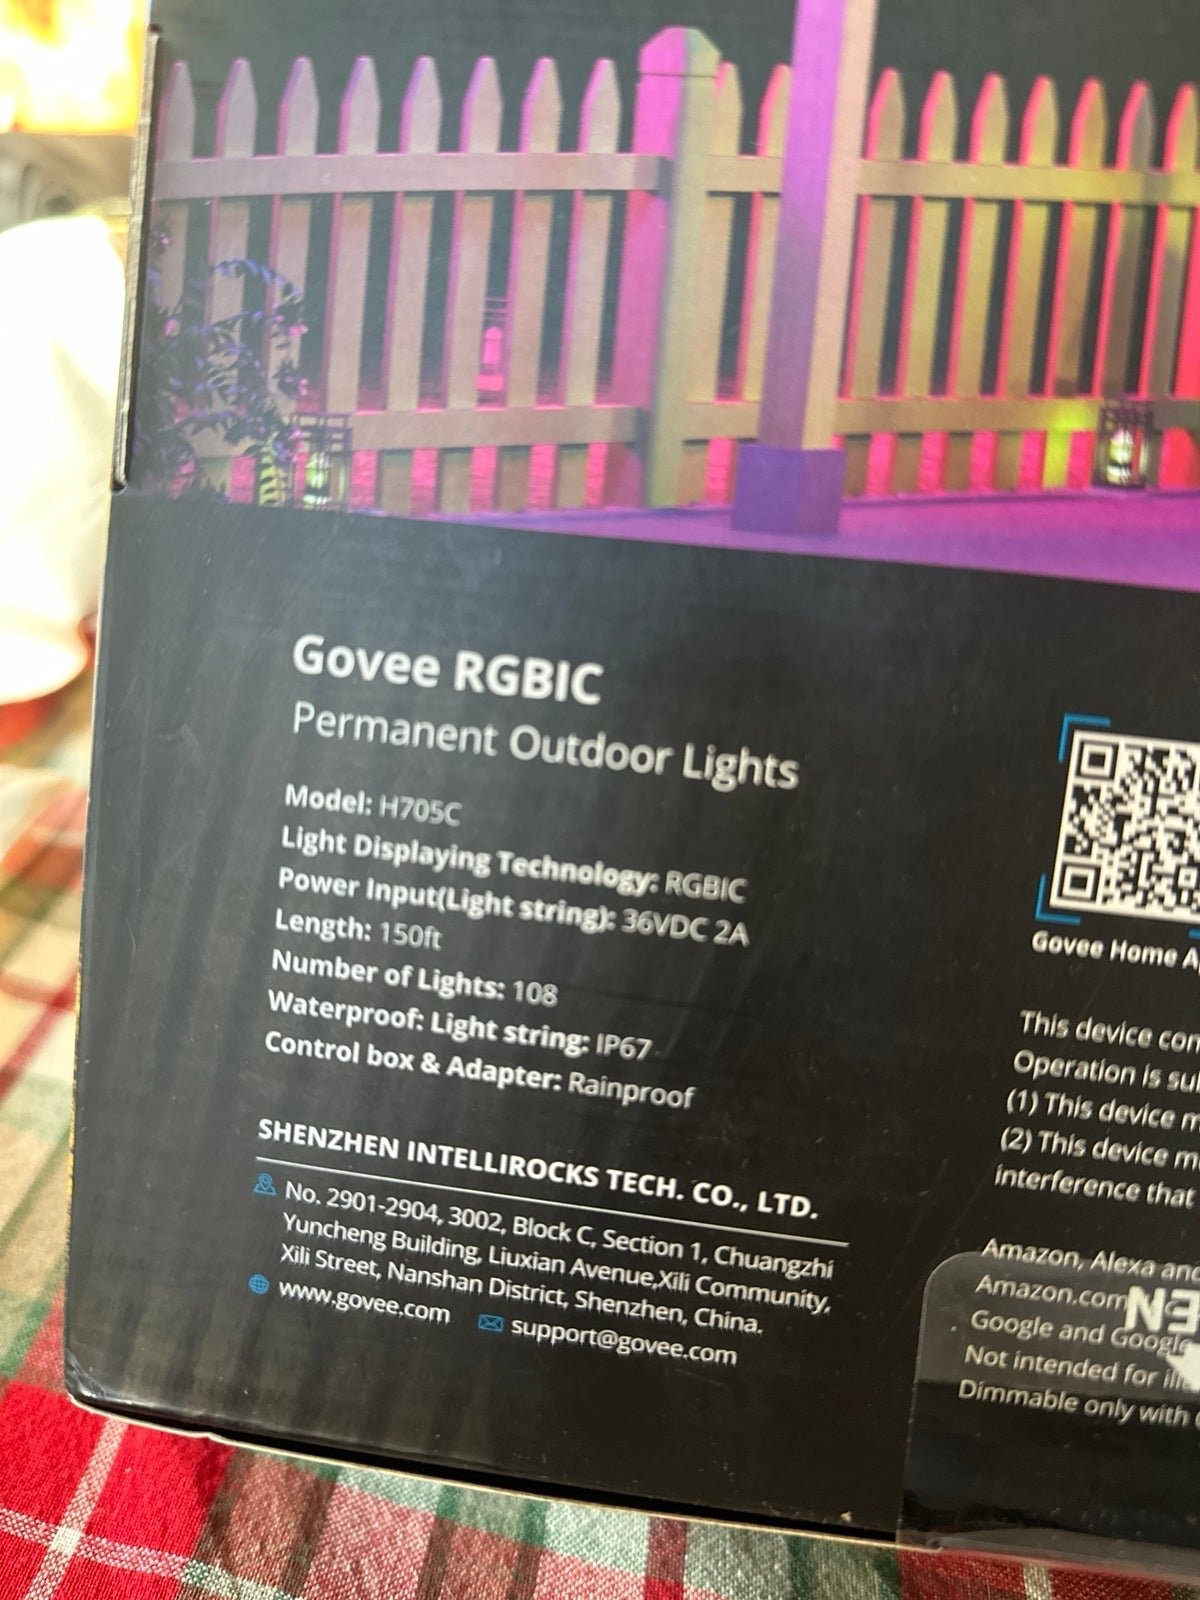 Govee RGBIC
Permanent Outdoor Lights
Model: H705C
Light Displaying Technology: RGBIC
Power Input(Light string): 36VDC 2A
Length: 150ft
Number of Lights: 108
Waterproof: Light string: IP67
Control box & Adapter: Rainproof
SHENZHEN INTELLIROCKS TECH. CO., LTD.
No. 2901-2904, 3002, Block C, Section 1, Chuangzhi
Yuncheng Building, Liuxian Avenue,Xili Community,
Xili Street, Nanshan District, Shenzhen, China.
www.govee.com support@govee.com
Govee Home
This device
Operation is
(1) This device
(2) This device
interference that
Amazon, Alexa
Amazon.com
Google and Google
Not intended for
Dimmable only with